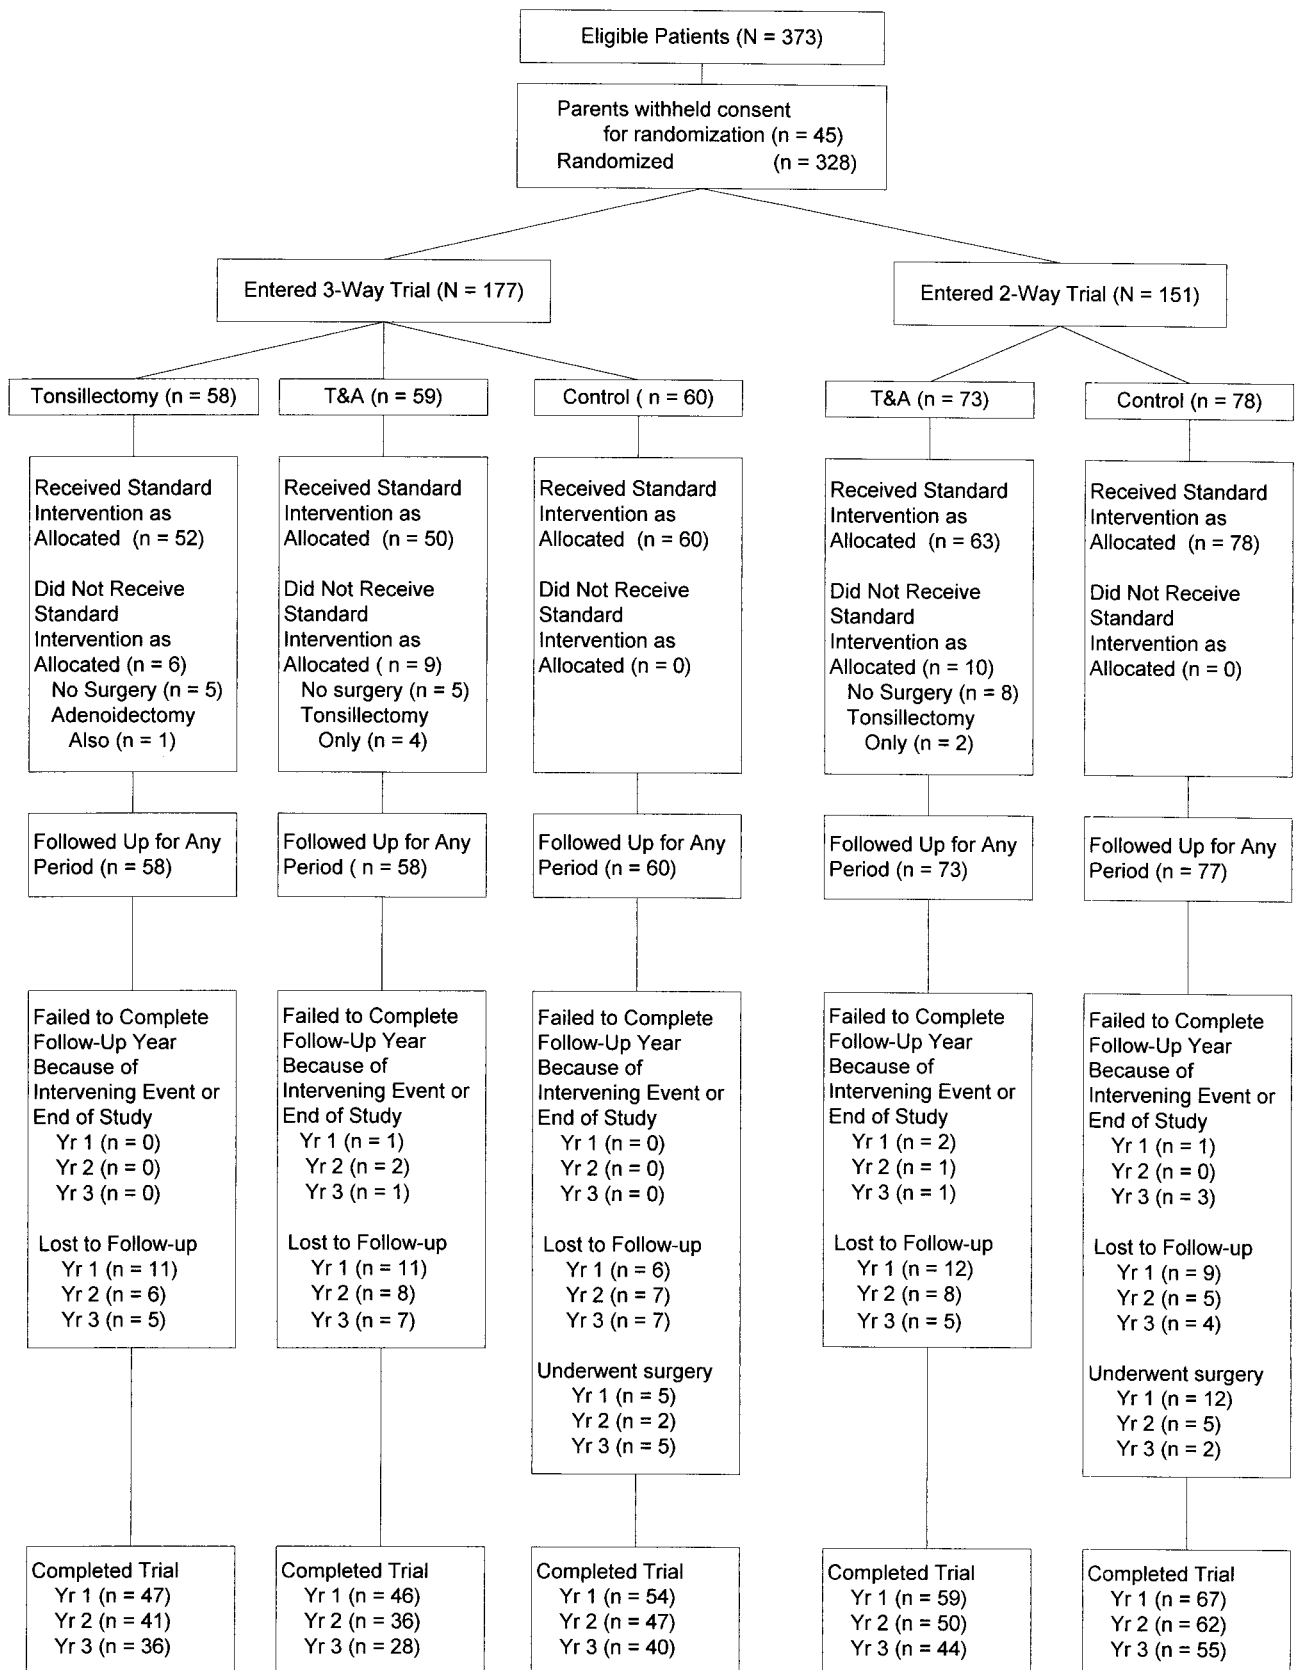 Eligible Patients (N = 373)
Parents withheld consent
for randomization (n = 45)
Randomized (n = 328)
Entered 3-Way Trial (N = 177)
Entered 2-Way Trial (N = 151)
Tonsillectomy (n = 58)
T&A (n = 59)
Control ( n = 60)
T&A (n = 73)
Control (n = 78)
Received Standard
Intervention as
Allocated (n = 52)
Did Not Receive
Standard
Intervention as
Allocated (n = 6)
No Surgery (n = 5)
Adenoidectomy
Also (n = 1)
Received Standard
Intervention as
Allocated (n = 50)
Did Not Receive
Standard
Intervention as
Allocated ( n = 9)
No surgery (n = 5)
Tonsillectomy
Only (n = 4)
Received Standard
Intervention as
Allocated (n = 60)
Did Not Receive
Standard
Intervention as
Allocated (n = 0)
Received Standard
Intervention as
Allocated (n = 63)
Did Not Receive
Standard
Intervention as
Allocated (n = 10)
No Surgery (n = 8)
Tonsillectomy
Only (n = 2)
Received Standard
Intervention as
Allocated (n = 78)
Did Not Receive
Standard
Intervention as
Allocated (n = 0)
Followed Up for Any
Period (n = 58)
Followed Up for Any
Period ( n = 58)
Followed Up for Any
Period (n = 60)
Followed Up for Any
Period (n = 73)
Followed Up for Any
Period (n = 77)
Failed to Complete
Follow-Up Year
Because of
Intervening Event or
End of Study
Yr 1 (n = 0)
Yr 2 (n = 0)
Yr 3 (n = 0)
Lost to Follow-up
Yr 1 (n = 11)
Yr 2 (n = 6)
Yr 3 (n = 5)
Failed to Complete
Follow-Up Year
Because of
Intervening Event or
End of Study
Yr 1 (n = 1)
Yr 2 (n = 2)
Yr 3 (n = 1)
Lost to Follow-up
Yr 1 (n = 11)
Yr 2 (n = 8)
Yr 3 (n = 7)
Failed to Complete
Follow-Up Year
Because of
Intervening Event or
End of Study
Yr 1 (n = 0)
Yr 2 (n = 0)
Yr 3 (n = 0)
Lost to Follow-up
Yr 1 (n = 6)
Yr 2 (n = 7)
Yr 3 (n = 7)
Underwent surgery
Yr 1 (n = 5)
Yr 2 (n = 2)
Yr 3 (n = 5)
Failed to Complete
Follow-Up Year
Because of
Intervening Event or
End of Study
Yr 1 (n = 2)
Yr 2 (n = 1)
Yr 3 (n = 1)
Lost to Follow-up
Yr 1 (n = 12)
Yr 2 (n = 8)
Yr 3 (n = 5)
Failed to Complete
Follow-Up Year
Because of
Intervening Event or
End of Study
Yr 1 (n = 1)
Yr 2 (n = 0)
Yr 3 (n = 3)
Lost to Follow-up
Yr 1 (n = 9)
Yr 2 (n = 5)
Yr 3 (n = 4)
Underwent surgery
Yr 1 (n = 12)
Yr 2 (n = 5)
Yr 3 (n = 2)
Completed Trial
Yr 1 (n = 47)
Yr 2 (n = 41)
Yr 3 (n = 36)
Completed Trial
Yr 1 (n = 46)
Yr 2 (n = 36)
Yr 3 (n = 28)
Completed Trial
Yr 1 (n = 54)
Yr 2 (n = 47)
Yr 3 (n = 40)
Completed Trial
Yr 1 (n = 59)
Yr 2 (n = 50)
Yr 3 (n = 44)
Completed Trial
Yr 1 (n = 67)
Yr 2 (n = 62)
Yr 3 (n = 55)